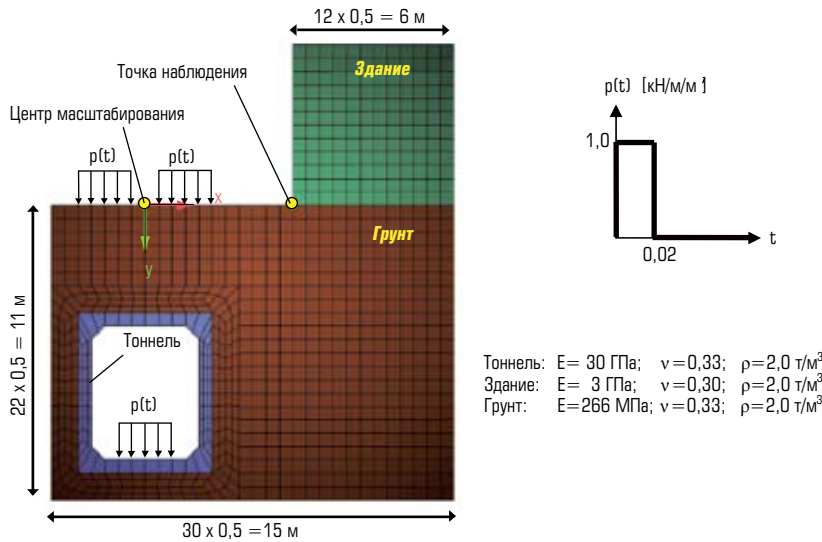 12 x 0,5 = 6 м
Здание
Точка наблюдения
Центр масштабирования
p(t)
p(t)
x
y
Грунт
Тоннель
p(t)
22 x 0,5 = 11 м
30 x 0,5 =15 м
p(t) [кН/м/м²]
1,0
0,02
t
Тоннель: E= 30 ГПа; ν=0,33; ρ=2,0 т/м³
Здание: E= 3 ГПа; ν=0,30; ρ=2,0 т/м³
Грунт: E=266 МПа; ν=0,33; ρ=2,0 т/м³